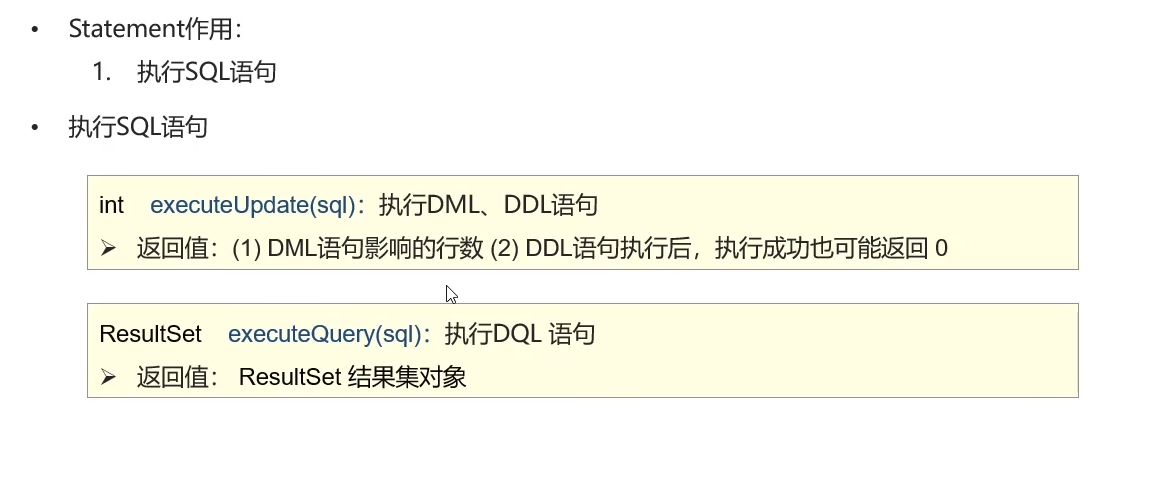 • Statement作用：
1. 执行SQL语句
• 执行SQL语句
int executeUpdate(sql)：执行DML、DDL语句
➢ 返回值：(1) DML语句影响的行数 (2) DDL语句执行后，执行成功也可能返回 0
ResultSet executeQuery(sql)：执行DQL 语句
➢ 返回值： ResultSet 结果集对象